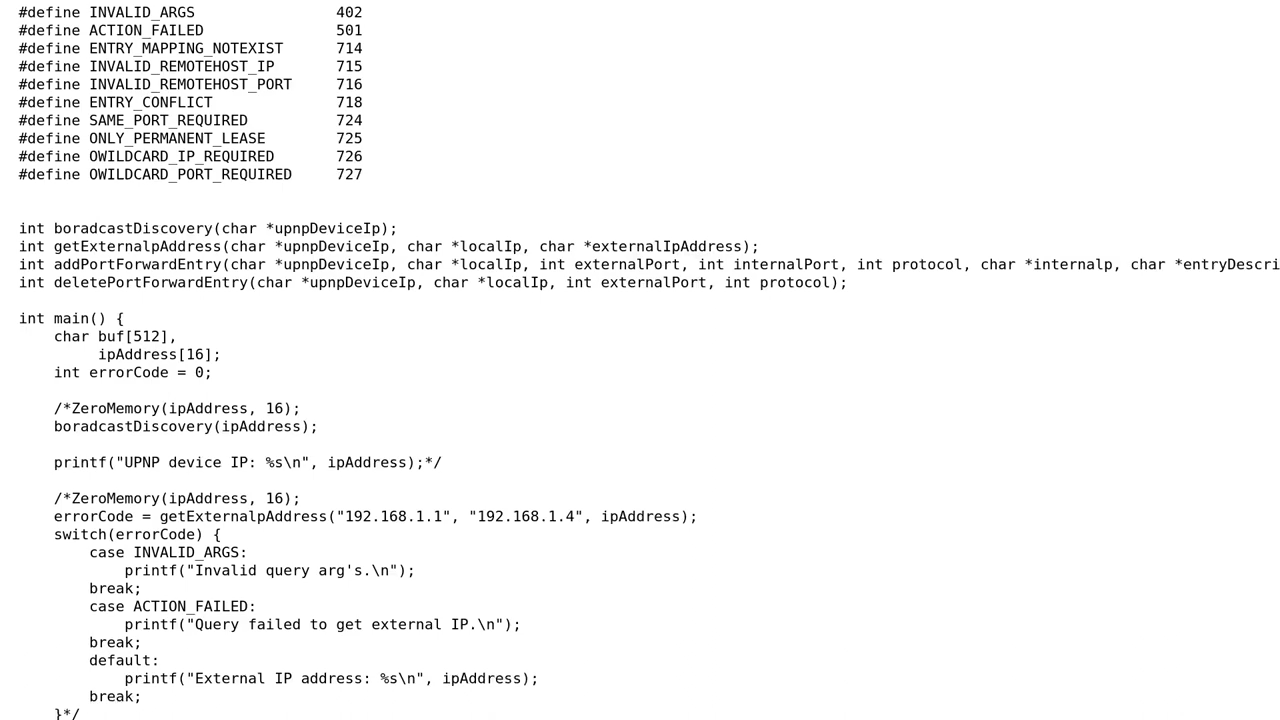 #define INVALID_ARGS                402
#define ACTION_FAILED               501
#define ENTRY_MAPPING_NOTEXIST      714
#define INVALID_REMOTEHOST_IP       715
#define INVALID_REMOTEHOST_PORT     716
#define ENTRY_CONFLICT              718
#define SAME_PORT_REQUIRED          724
#define ONLY_PERMANENT_LEASE        725
#define OWILDCARD_IP_REQUIRED       726
#define OWILDCARD_PORT_REQUIRED     727
int boradcastDiscovery(char *upnpDeviceIp);
int getExternalpAddress(char *upnpDeviceIp, char *localIp, char *externalIpAddress);
int addPortForwardEntry(char *upnpDeviceIp, char *localIp, int externalPort, int internalPort, int protocol, char *internalp, char *entryDescri
int deletePortForwardEntry(char *upnpDeviceIp, char *localIp, int externalPort, int protocol);
int main() {
    char buf[512],
         ipAddress[16];
    int errorCode = 0;
    /*ZeroMemory(ipAddress, 16);
    boradcastDiscovery(ipAddress);
    printf("UPNP device IP: %s\n", ipAddress);*/
    /*ZeroMemory(ipAddress, 16);
    errorCode = getExternalpAddress("192.168.1.1", "192.168.1.4", ipAddress);
    switch(errorCode) {
        case INVALID_ARGS:
            printf("Invalid query arg's.\n");
        break;
        case ACTION_FAILED:
            printf("Query failed to get external IP.\n");
        break;
        default:
            printf("External IP address: %s\n", ipAddress);
        break;
    }*/